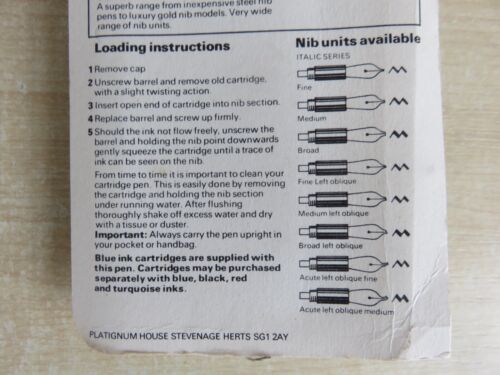 A superb range from inexpensive steel nib
pens to luxury gold nib models. Very wide
range of nib units.
Loading instructions
1 Remove cap
2 Unscrew barrel and remove old cartridge,
with a slight twisting action.
3 Insert open end of cartridge into nib section.
4 Replace barrel and screw up firmly.
5 Should the ink not flow freely, unscrew the
barrel and holding the nib point downwards
gently squeeze the cartridge until a trace of
ink can be seen on the nib.
From time to time it is important to clean your
cartridge pen. This is easily done by removing
the cartridge and holding the nib section
under running water. After flushing
thoroughly shake off excess water and dry
with a tissue or duster.
Important: Always carry the pen upright in
your pocket or handbag.
Blue ink cartridges are supplied with
this pen. Cartridges may be purchased
separately with blue, black, red
and turquoise inks.
Nib units available
ITALIC SERIES
Fine
Medium
Broad
Fine Left oblique
Medium left oblique
Broad left oblique
Acute left oblique fine
Acute left oblique medium
PLATIGNUM HOUSE STEVENAGE HERTS SG1 2AY